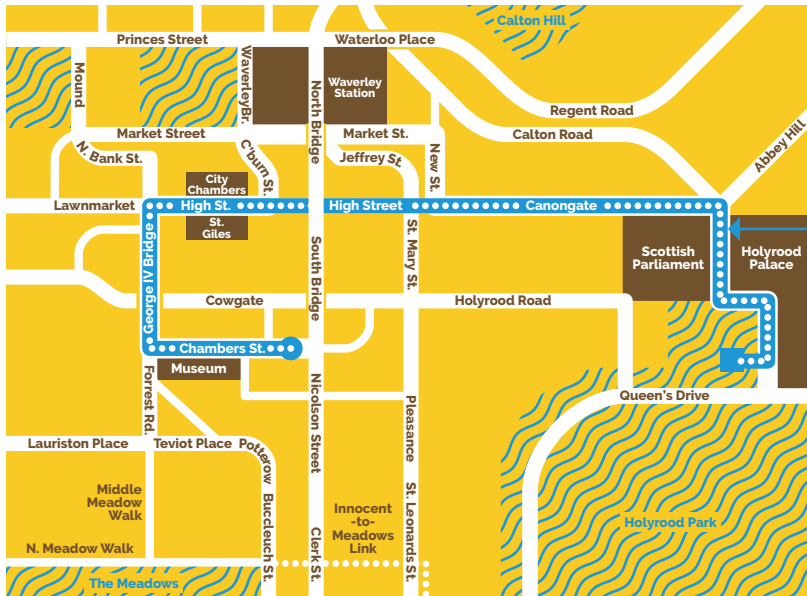 Calton Hill
Princes Street
Waterloo Place
Mound
WaverleyBr.
North Bridge
Waverley
Station
Regent Road
Market Street
Market St.
Calton Road
Abbey Hill
N. Bank St.
C'burn St.
Jeffrey St.
New St.
City
Chambers
Lawnmarket
High St.
High Street
Canongate
St.
Giles
George IV Bridge
South Bridge
St. Mary St.
Scottish
Parliament
Holyrood
Palace
Cowgate
Holyrood Road
Chambers St.
Museum
Forrest Rd.
Nicolson Street
Pleasance
Queen's Drive
Lauriston Place
Teviot Place
Potterow
Middle
Meadow
Walk
Buccleuch St.
Clerk St.
Innocent
-to-
Meadows
Link
St. Leonards St.
Holyrood Park
N. Meadow Walk
The Meadows